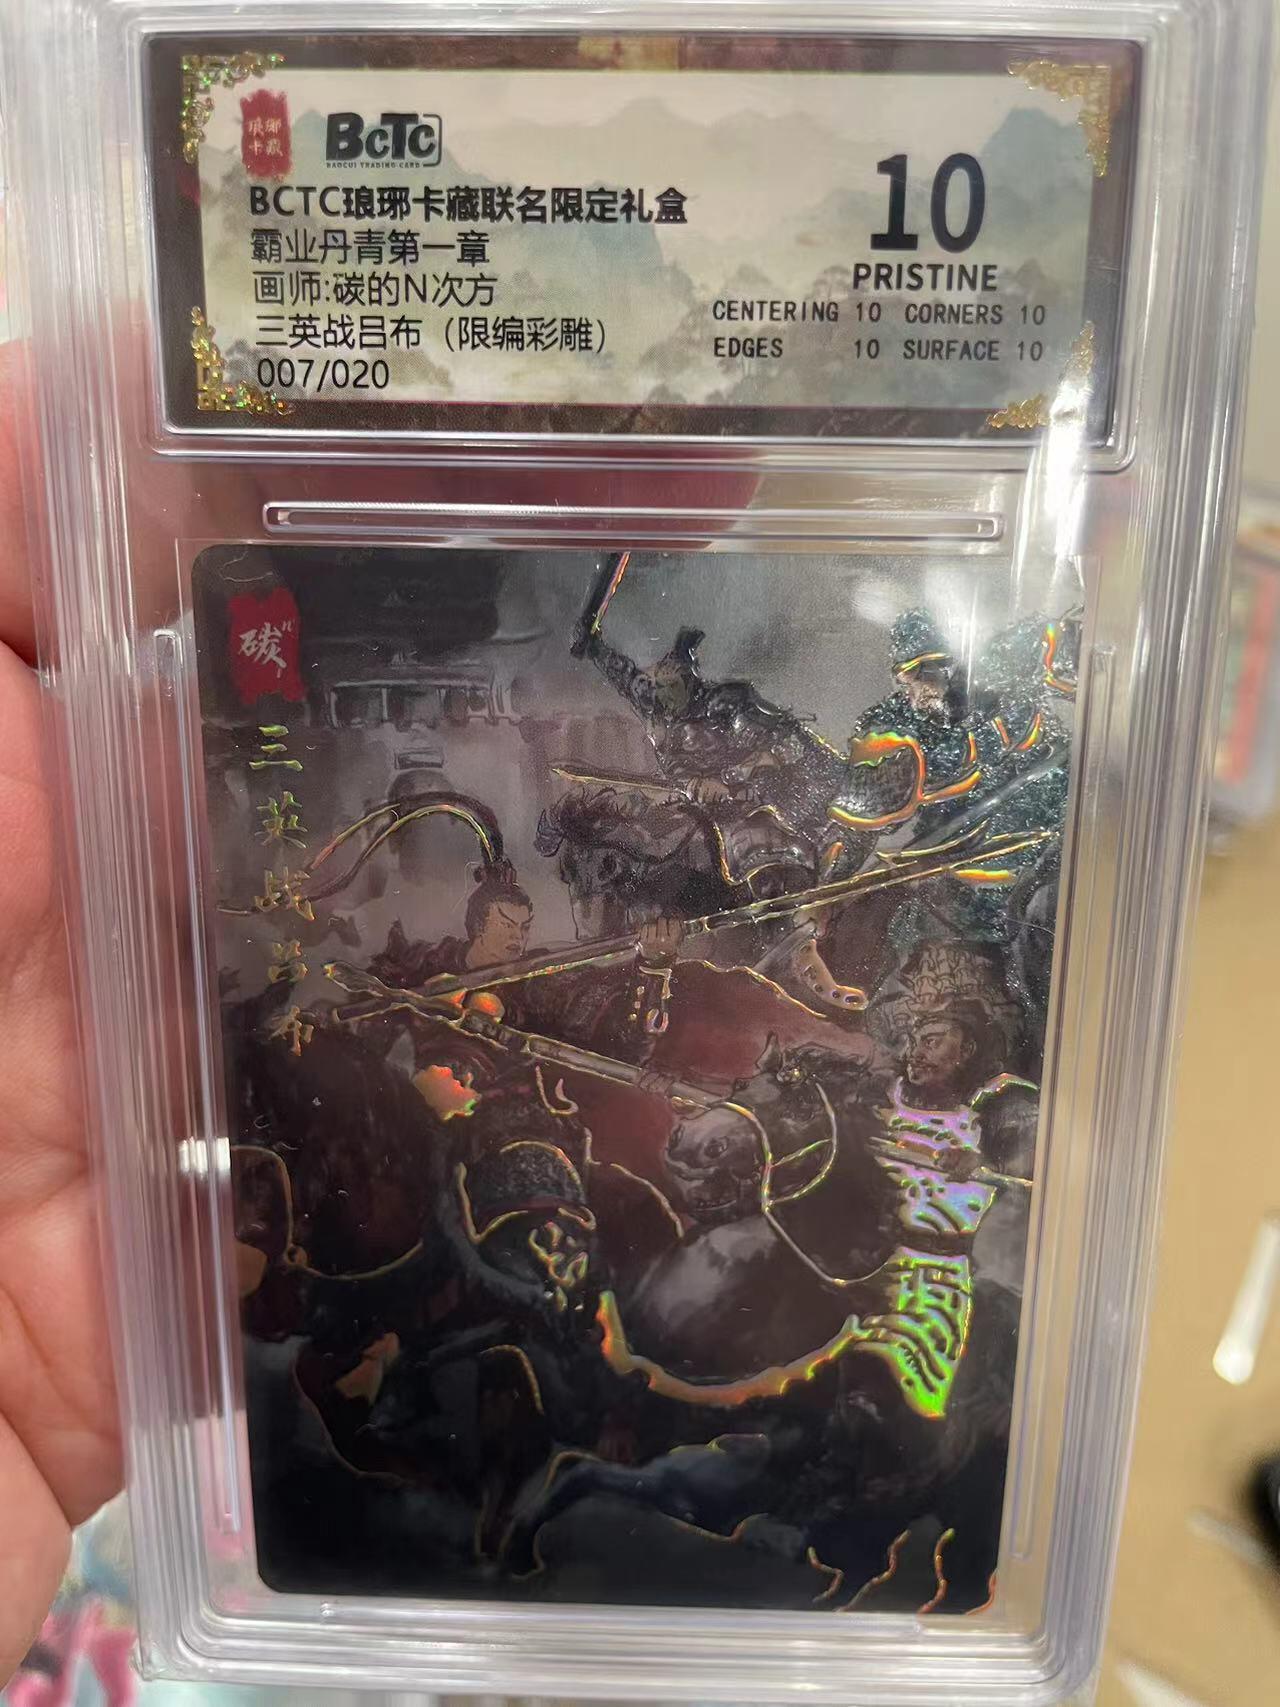 琅琊卡藏
BCTC
BAOCUI TRADING CARD
BCTC琅琊卡藏联名限定礼盒
霸业丹青第一章
画师:碳的N次方
三英战吕布（限编彩雕）
007/020
10
PRISTINE
CENTERING 10 CORNERS 10
EDGES 10 SURFACE 10
碳N
三英战吕布